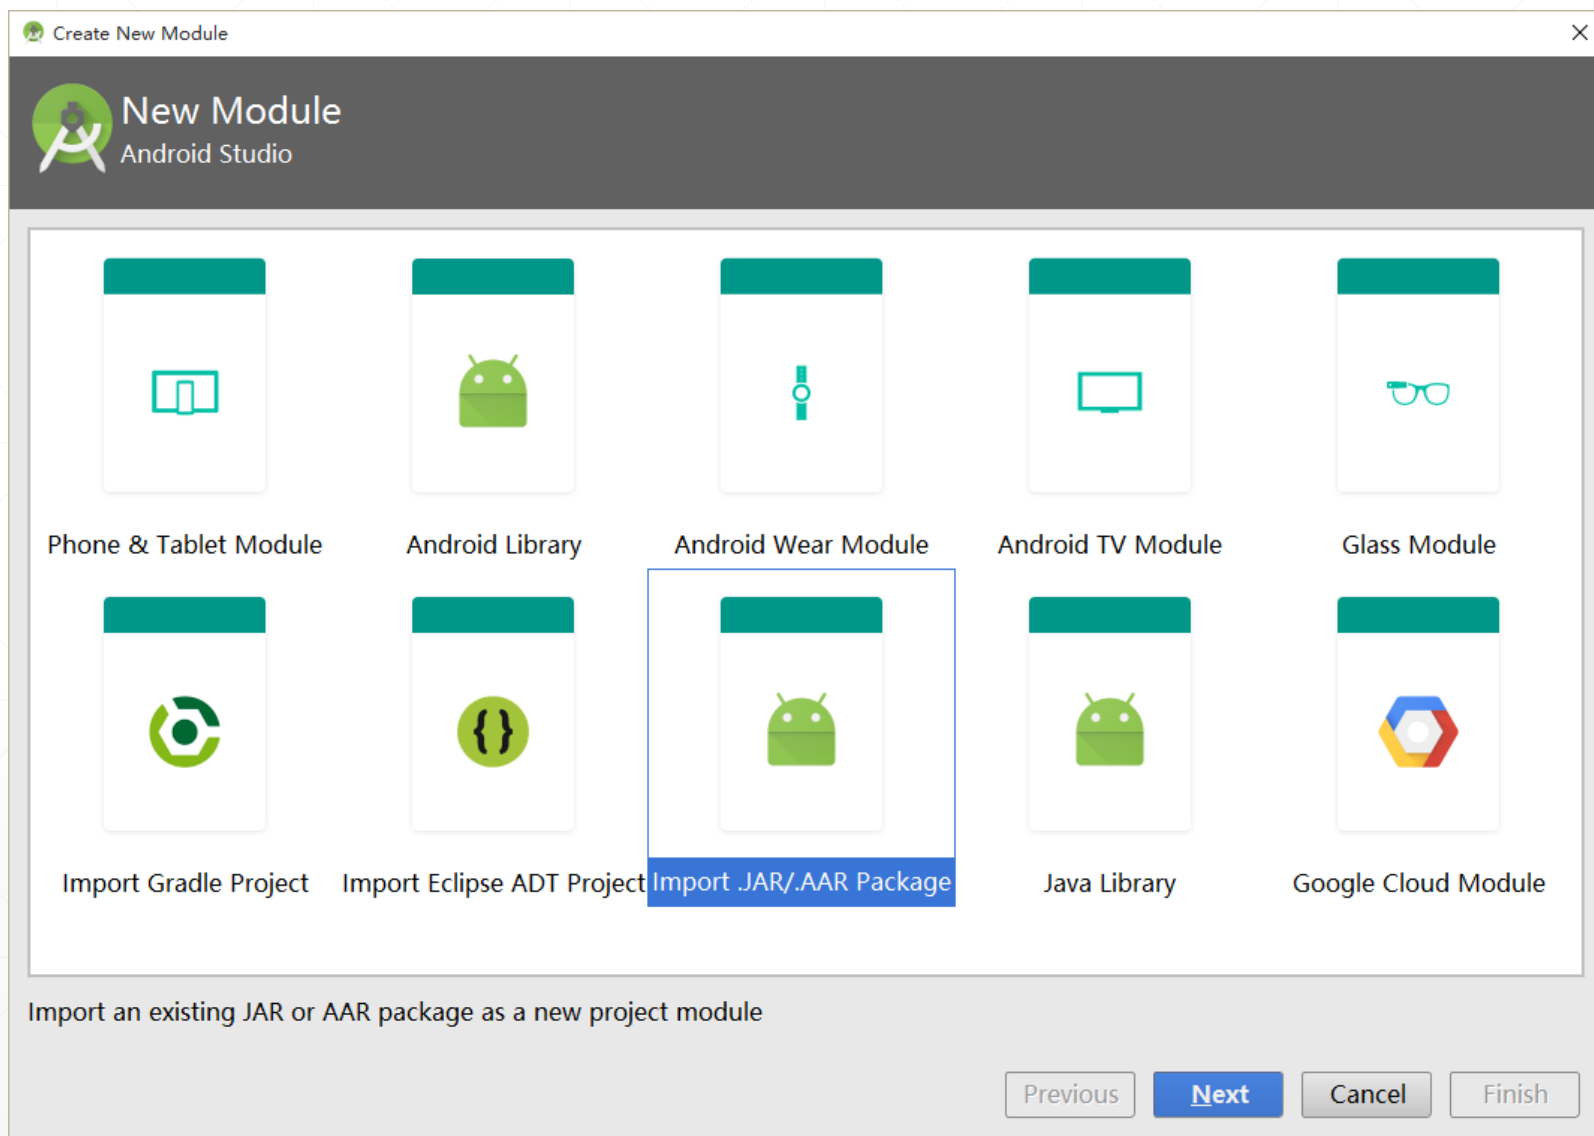 Create New Module
New Module
Android Studio
Phone & Tablet Module
Android Library
Android Wear Module
Android TV Module
Glass Module
Import Gradle Project
Import Eclipse ADT Project
Import .JAR/.AAR Package
Java Library
Google Cloud Module
Import an existing JAR or AAR package as a new project module
Previous
Next
Cancel
Finish